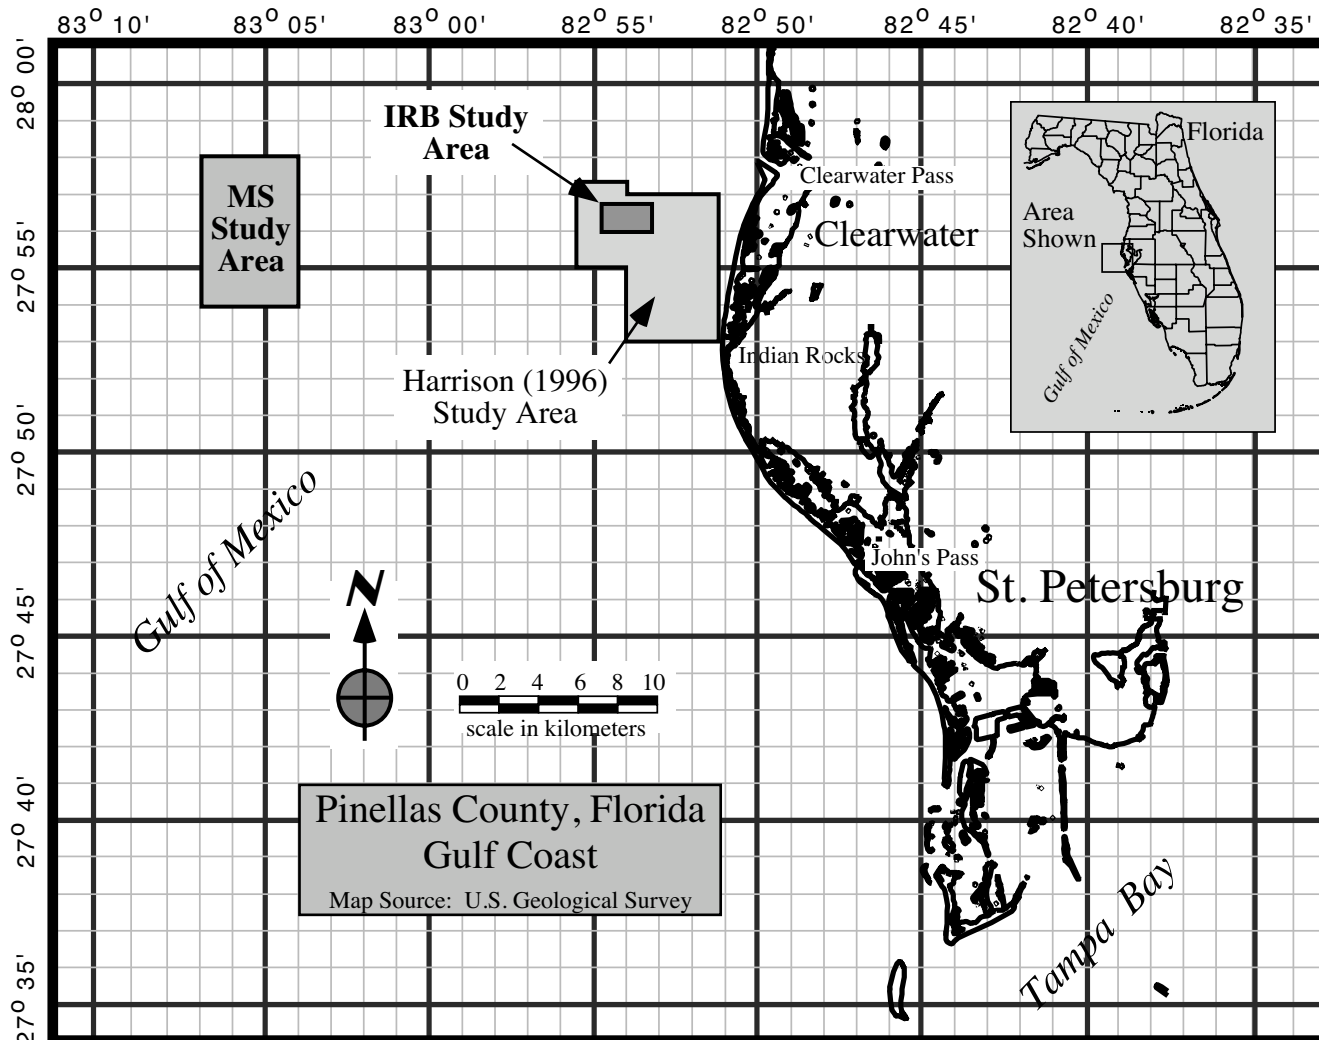 83° 10'
83° 05'
83° 00'
82° 55'
82° 50'
82° 45'
82° 40'
82° 35'
28° 00'
27° 55'
27° 50'
27° 45'
27° 40'
27° 35'
IRB Study
Area
MS
Study
Area
Harrison (1996)
Study Area
Clearwater Pass
Clearwater
Indian Rocks
John's Pass
St. Petersburg
Florida
Area
Shown
Gulf of Mexico
Gulf of Mexico
N
0 2 4 6 8 10
scale in kilometers
Pinellas County, Florida
Gulf Coast
Map Source: U.S. Geological Survey
Tampa Bay